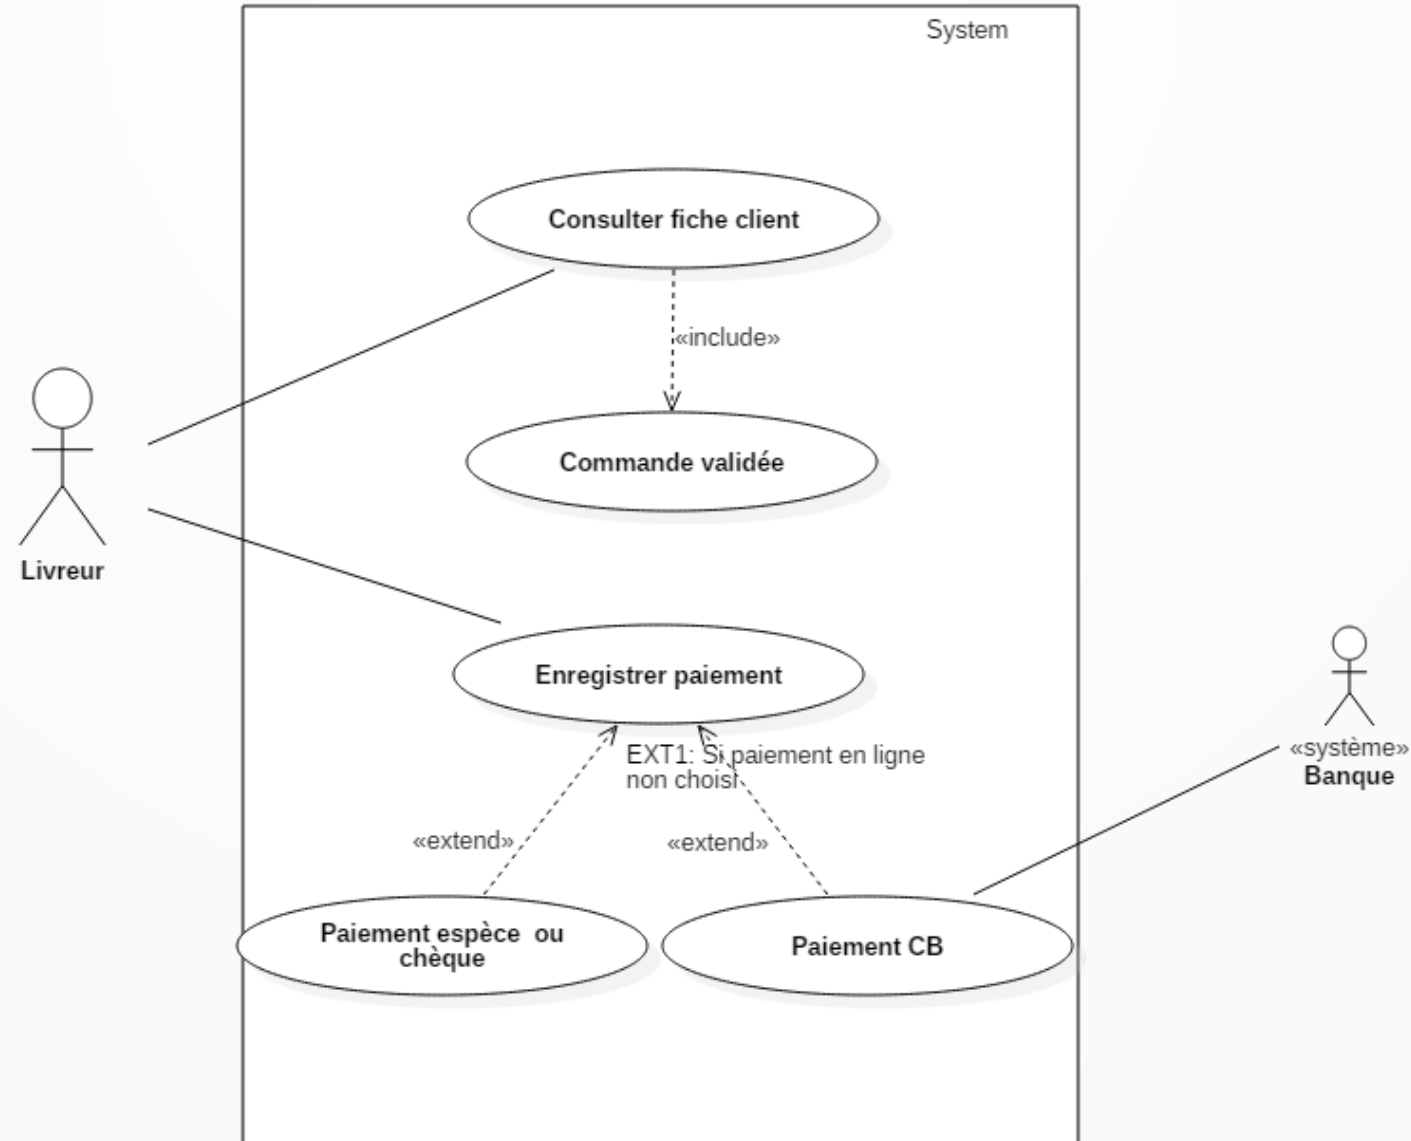 System
Consulter fiche client
«include»
Commande validée
Livreur
Enregistrer paiement
EXT1: Si paiement en ligne
non choisi
«système»
Banque
«extend»
«extend»
Paiement espèce  ou
chèque
Paiement CB